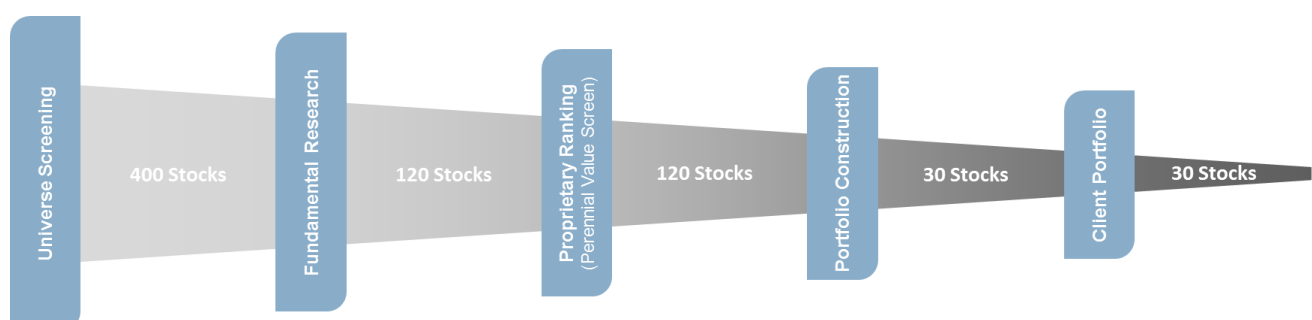 Universe Screening
400 Stocks
Fundamental Research
120 Stocks
Proprietary Ranking
(Perennial Value Screen)
120 Stocks
Portfolio Construction
30 Stocks
Client Portfolio
30 Stocks